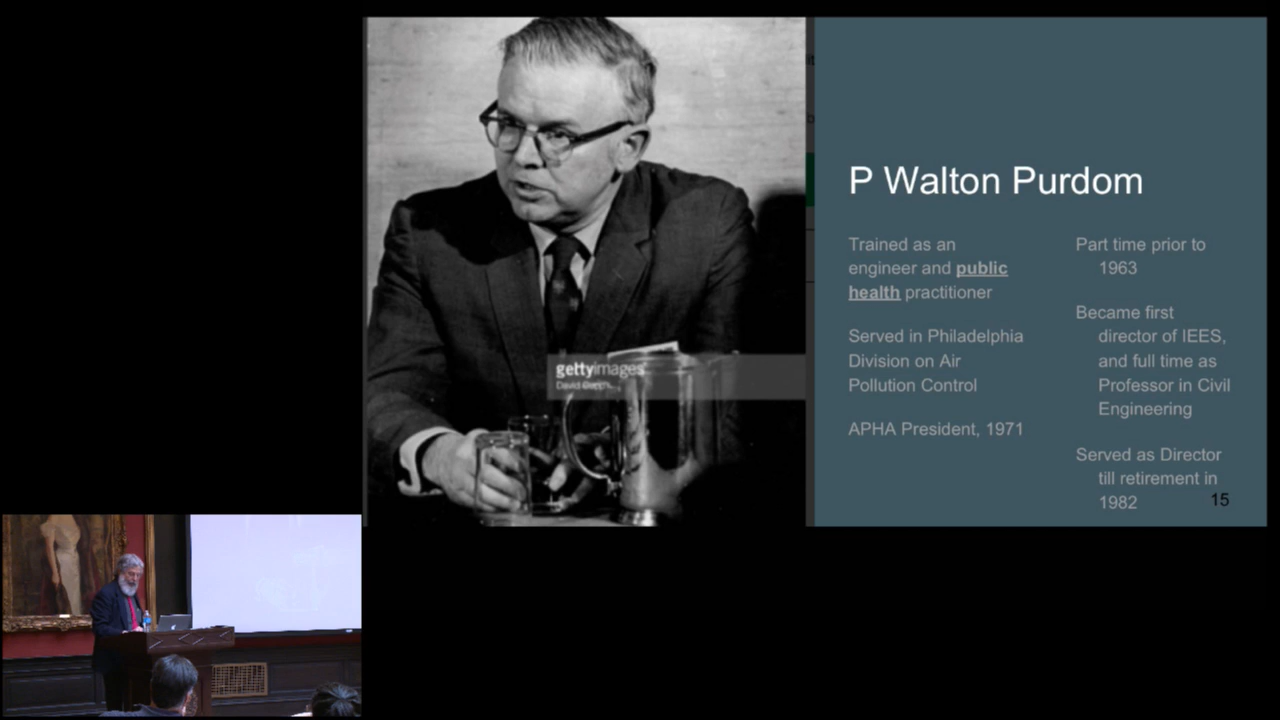 P Walton Purdom
Trained as an
engineer and public
health practitioner
Served in Philadelphia
Division on Air
Pollution Control
APHA President, 1971
Part time prior to
1963
Became first
director of IEES,
and full time as
Professor in Civil
Engineering
Served as Director
till retirement in
1982
15
gettyimages
David